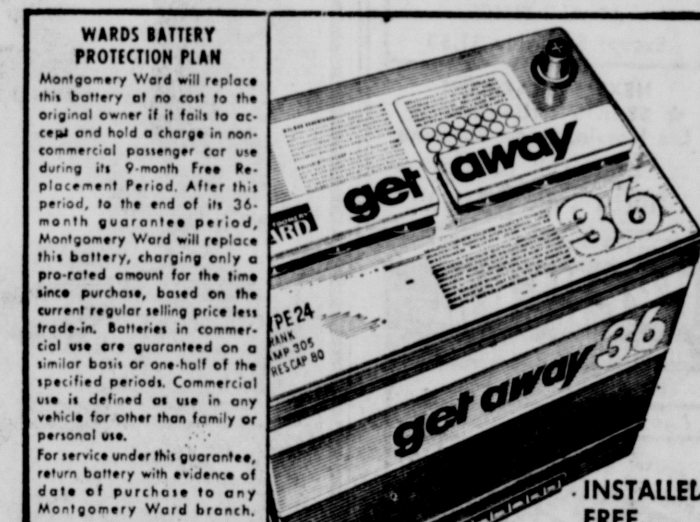 WARDS BATTERY
PROTECTION PLAN
Montgomery Ward will replace
this battery at no cost to the
original owner if it fails to ac-
cept and hold a charge in non-
commercial passenger car use
during its 9-month Free Re-
placement Period. After this
period, to the end of its 36-
month guarantee period,
Montgomery Ward will replace
this battery, charging only a
pro-rated amount for the time
since purchase, based on the
current regular selling price less
trade-in. Batteries in commer-
cial use are guaranteed on a
similar basis or one-half of the
specified periods. Commercial
use is defined as use in any
vehicle for other than family or
personal use.
For service under this guarantee,
return battery with evidence of
date of purchase to any
Montgomery Ward branch.
get away
ARD
36
YPE 24
RANK
MP 305
RES CAP 80
get away 36
INSTALLED
FREE